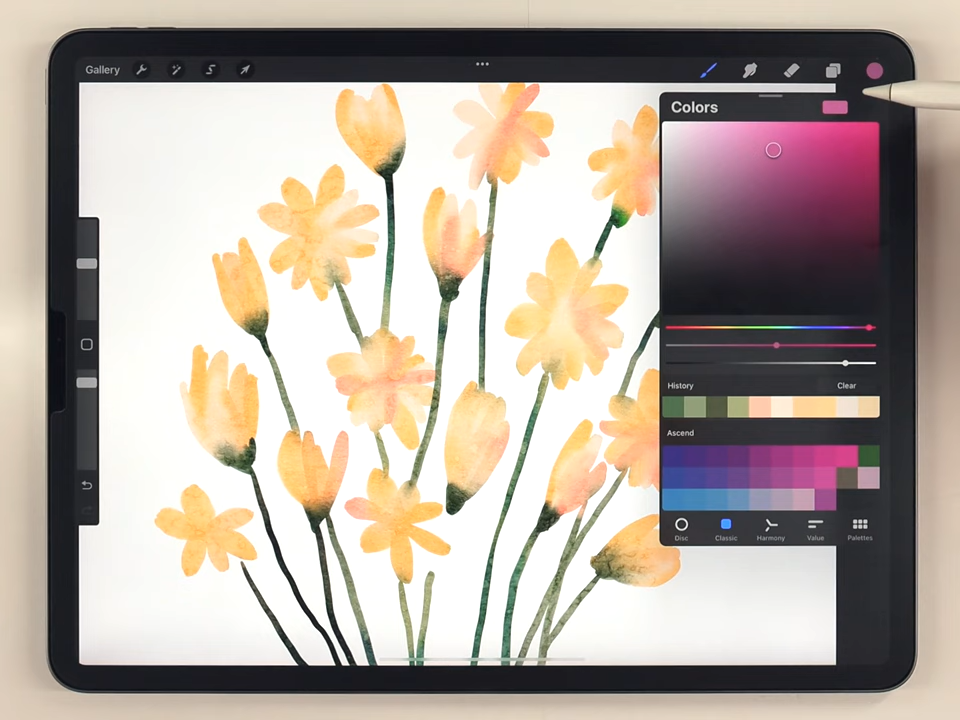 Gallery
Colors
History Clear
Ascend
Disc Classic Harmony Value Palettes